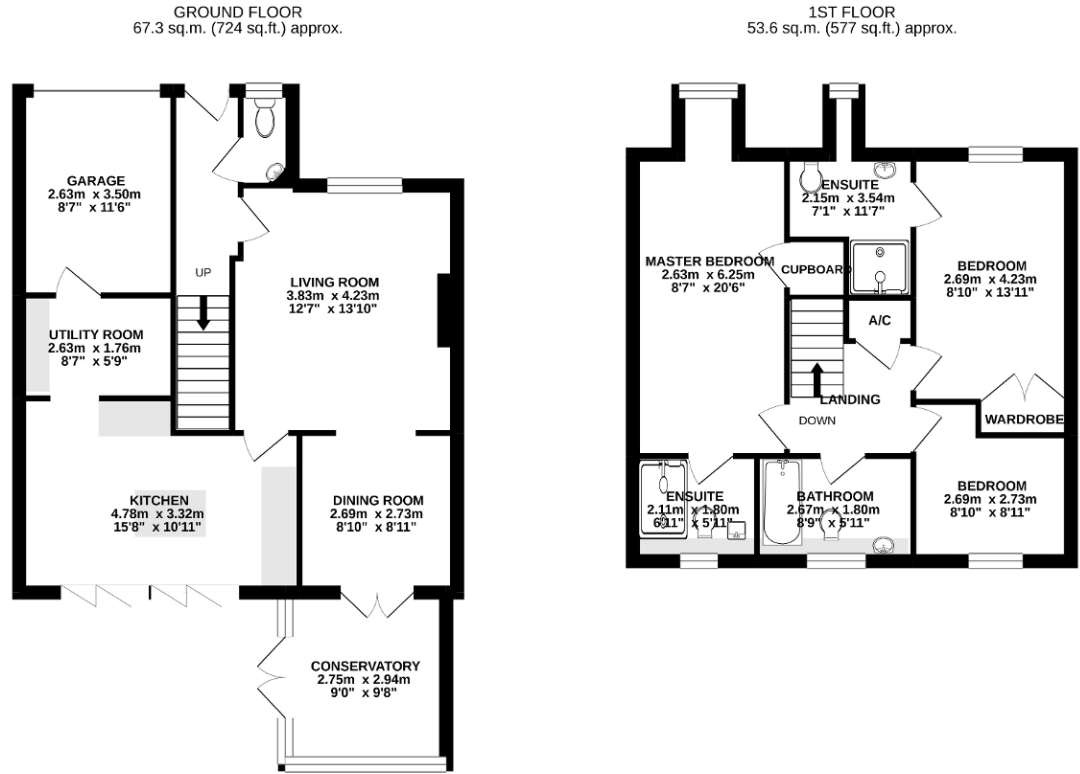 GROUND FLOOR
67.3 sq.m. (724 sq.ft.) approx.
GARAGE
2.63m x 3.50m
8'7" x 11'6"
UP
LIVING ROOM
3.83m x 4.23m
12'7" x 13'10"
UTILITY ROOM
2.63m x 1.76m
8'7" x 5'9"
KITCHEN
4.78m x 3.32m
15'8" x 10'11"
DINING ROOM
2.69m x 2.73m
8'10" x 8'11"
CONSERVATORY
2.75m x 2.94m
9'0" x 9'8"
1ST FLOOR
53.6 sq.m. (577 sq.ft.) approx.
ENSUITE
2.15m x 3.54m
7'1" x 11'7"
MASTER BEDROOM
2.63m x 6.25m
8'7" x 20'6"
CUPBOARD
BEDROOM
2.69m x 4.23m
8'10" x 13'11"
A/C
LANDING
DOWN
WARDROBE
ENSUITE
2.11m x 1.80m
6'11" x 5'11"
BATHROOM
2.67m x 1.80m
8'9" x 5'11"
BEDROOM
2.69m x 2.73m
8'10" x 8'11"